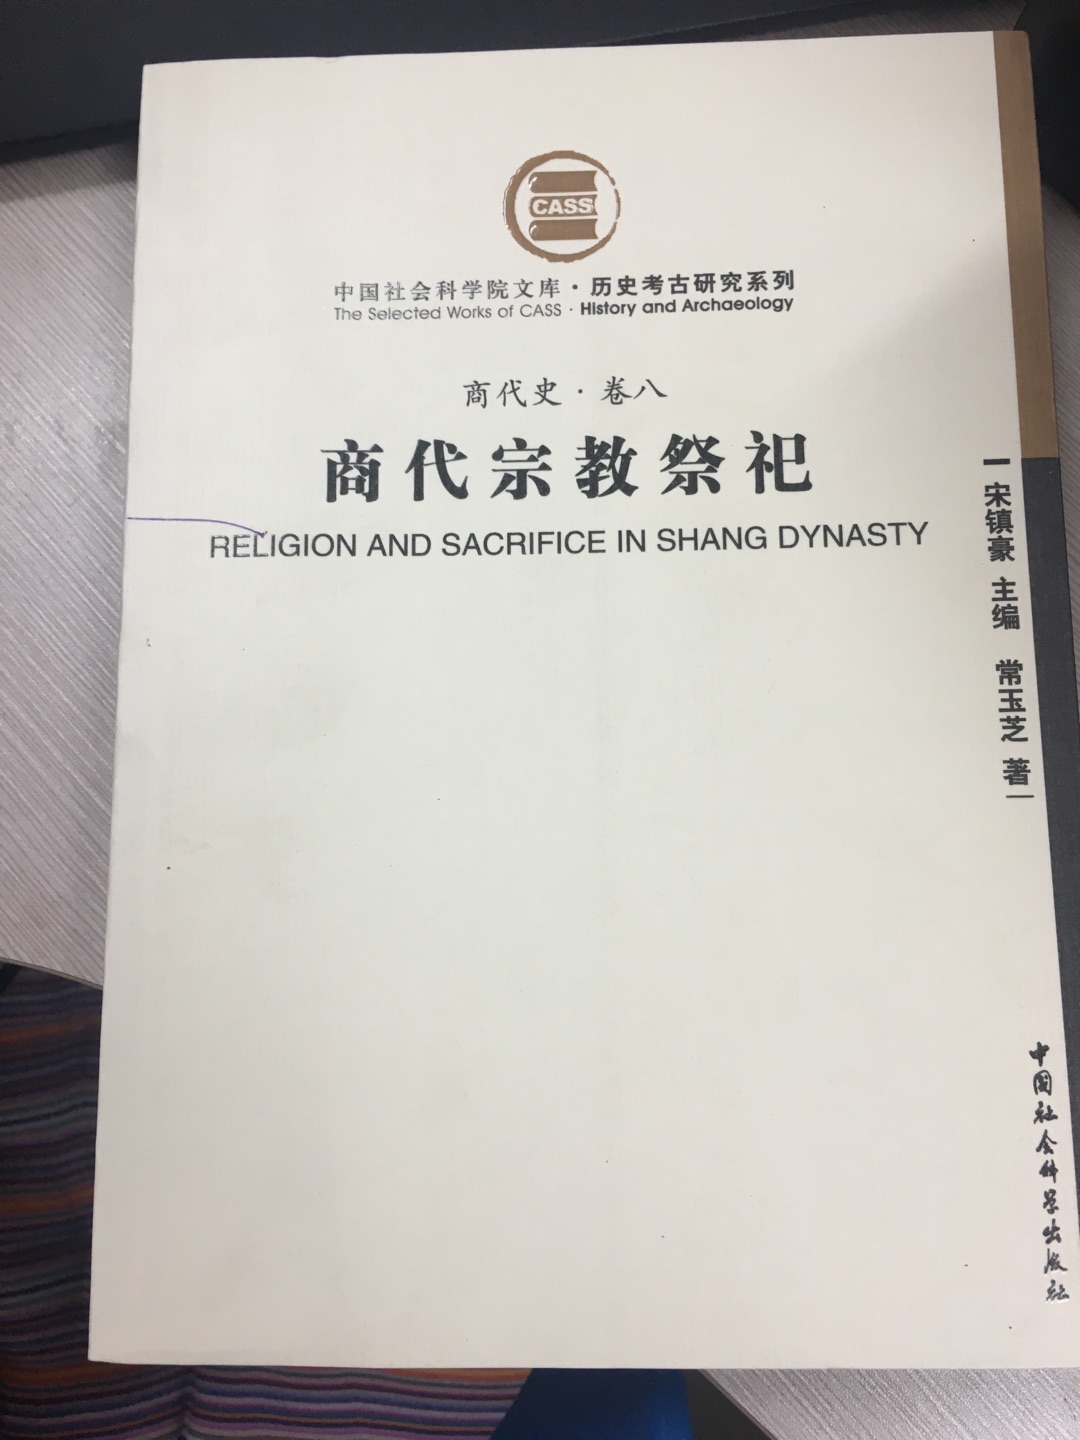 CASS
中国社会科学院文库·历史考古研究系列
The Selected Works of CASS · History and Archaeology
商代史·卷八
商代宗教祭祀
RELIGION AND SACRIFICE IN SHANG DYNASTY
宋镇豪 主编 常玉芝 著
中国社会科学出版社